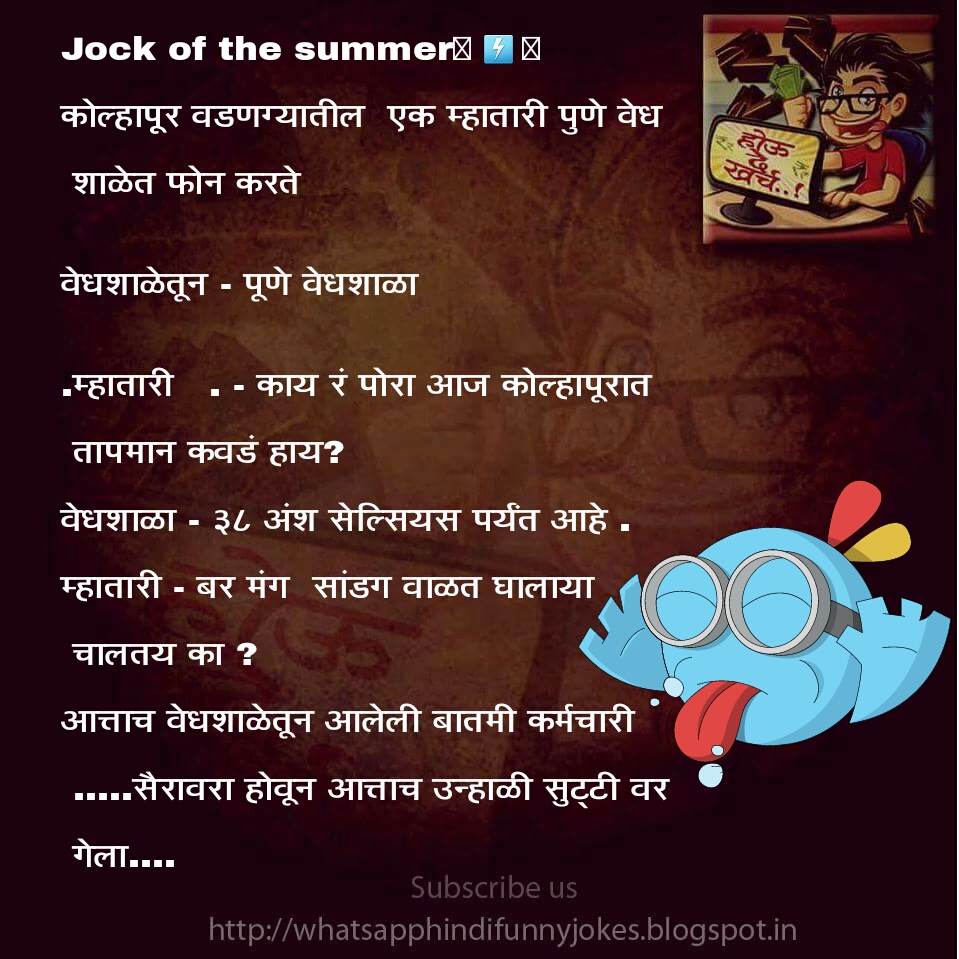 Jock of the summer
कोल्हापूर वडणग्यातील एक म्हातारी पुणे वेध
शाळेत फोन करते
वेधशाळेतून - पूणे वेधशाळा
.म्हातारी . - काय रं पोरा आज कोल्हापूरात
तापमान कवडं हाय?
वेधशाळा - ३८ अंश सेल्सियस पर्यंत आहे .
म्हातारी - बर मंग सांडग वाळत घालाया
चालतय का ?
आत्ताच वेधशाळेतून आलेली बातमी कर्मचारी
.....सैरावरा होवून आत्ताच उन्हाळी सुट्टी वर
गेला....
होऊ
दे
खर्च..!
Subscribe us
http://whatsapphindifunnyjokes.blogspot.in